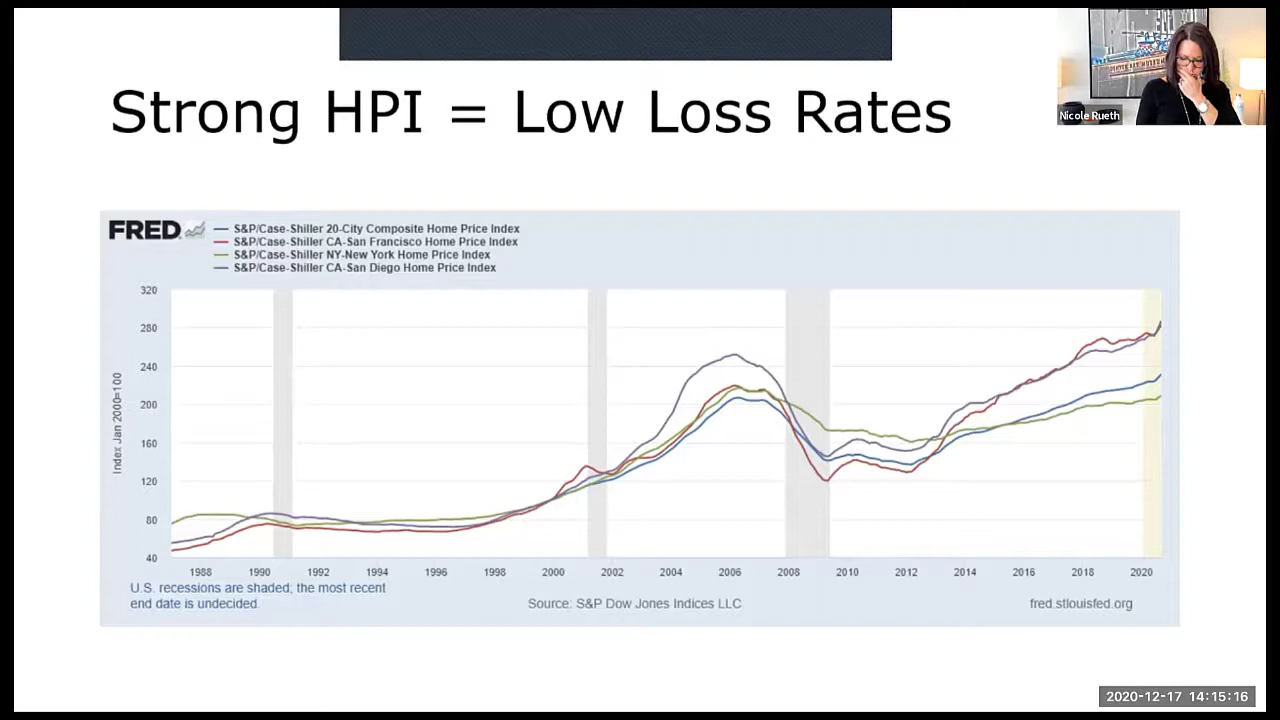 Strong HPI = Low Loss Rates
Nicole Rueth
FRED
S&P/Case-Shiller 20-City Composite Home Price Index
S&P/Case-Shiller CA-San Francisco Home Price Index
S&P/Case-Shiller NY-New York Home Price Index
S&P/Case-Shiller CA-San Diego Home Price Index
Index Jan 2000=100
320
280
240
200
160
120
80
40
1988 1990 1992 1994 1996 1998 2000 2002 2004 2006 2008 2010 2012 2014 2016 2018 2020
U.S. recessions are shaded; the most recent
end date is undecided.
Source: S&P Dow Jones Indices LLC
fred.stlouisfed.org
2020-12-17 14:15:16